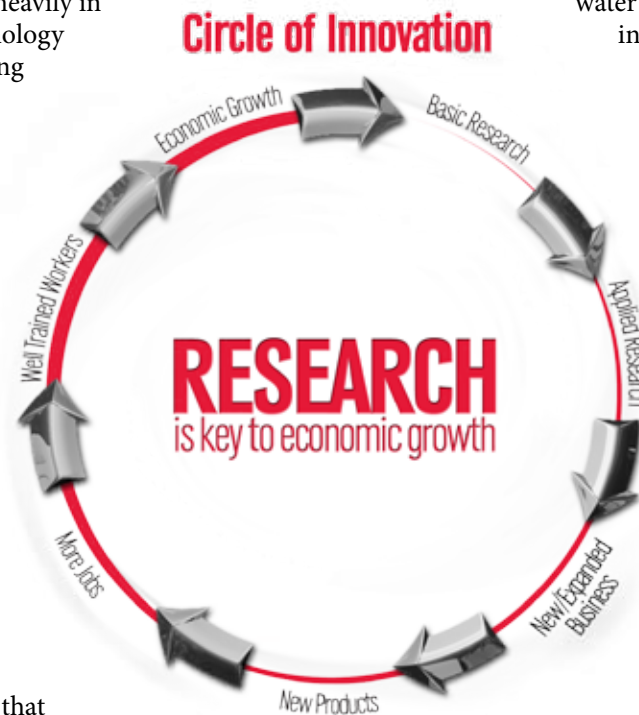 heavily in
nology
ng
water
in
Circle of Innovation
Economic Growth
Basic Research
Applied Research
New/Expanded
Business
New Products
More Jobs
Well Trained Workers
RESEARCH
is key to economic growth
that